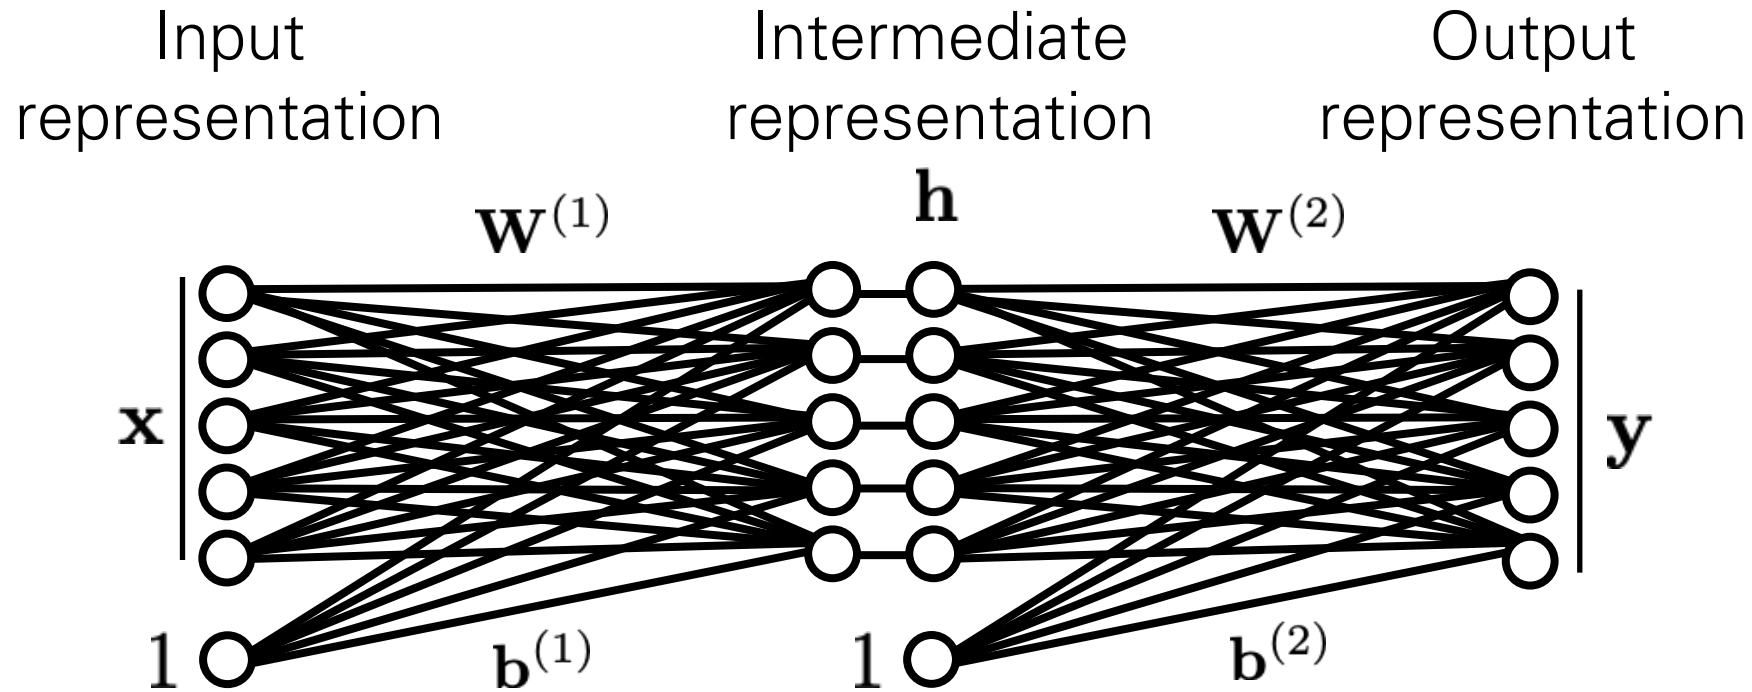 Input
representation
Intermediate
representation
Output
representation
h
W(1)
W(2)
x
y
1
b(1)
1
b(2)